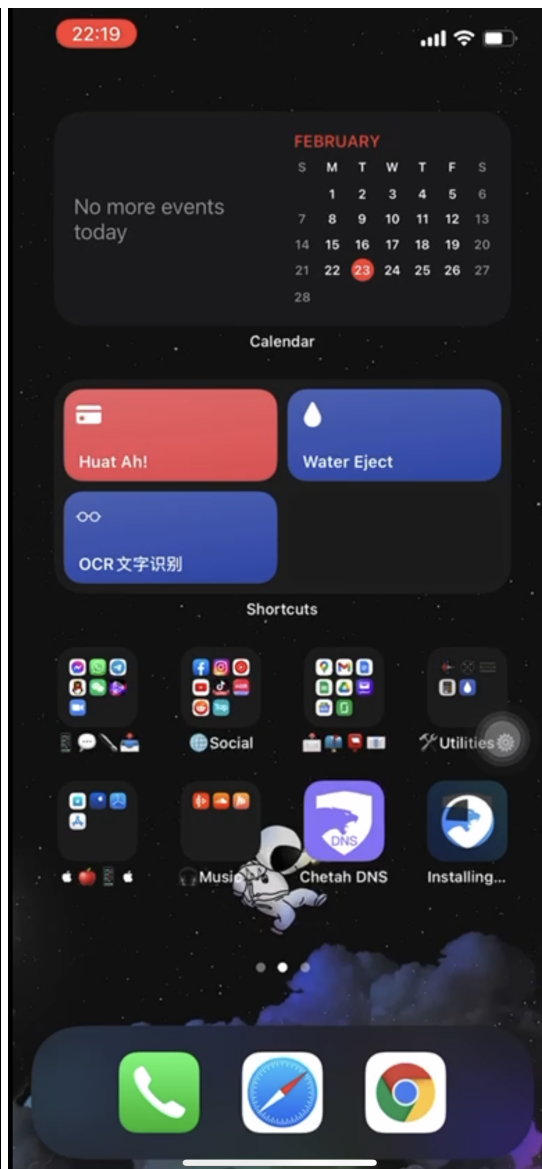 22:19
No more events
today
FEBRUARY
S M T W T F S
1 2 3 4 5 6
7 8 9 10 11 12 13
14 15 16 17 18 19 20
21 22 23 24 25 26 27
28
Calendar
Huat Ah!
Water Eject
OCR文字识别
Shortcuts
Social
Utilities
DNS
Music
Chetah DNS
Installing...